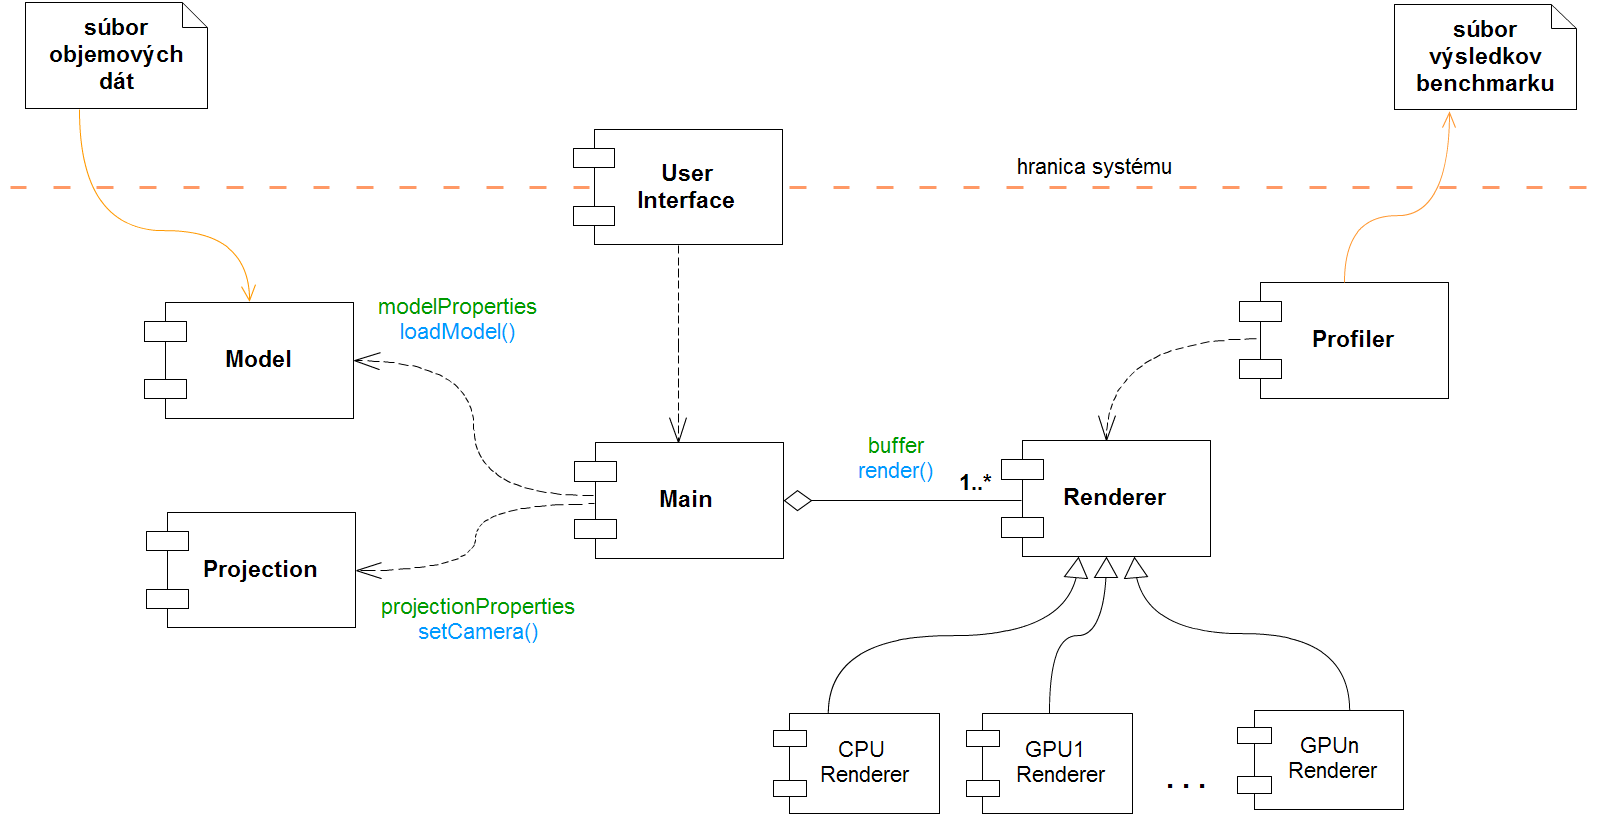 súbor
objemových
dát
súbor
výsledkov
benchmarku
User
Interface
hranica systému
modelProperties
loadModel()
Model
Profiler
Main
buffer
render()
1..*
Renderer
Projection
projectionProperties
setCamera()
CPU
Renderer
GPU1
Renderer
. . .
GPUn
Renderer